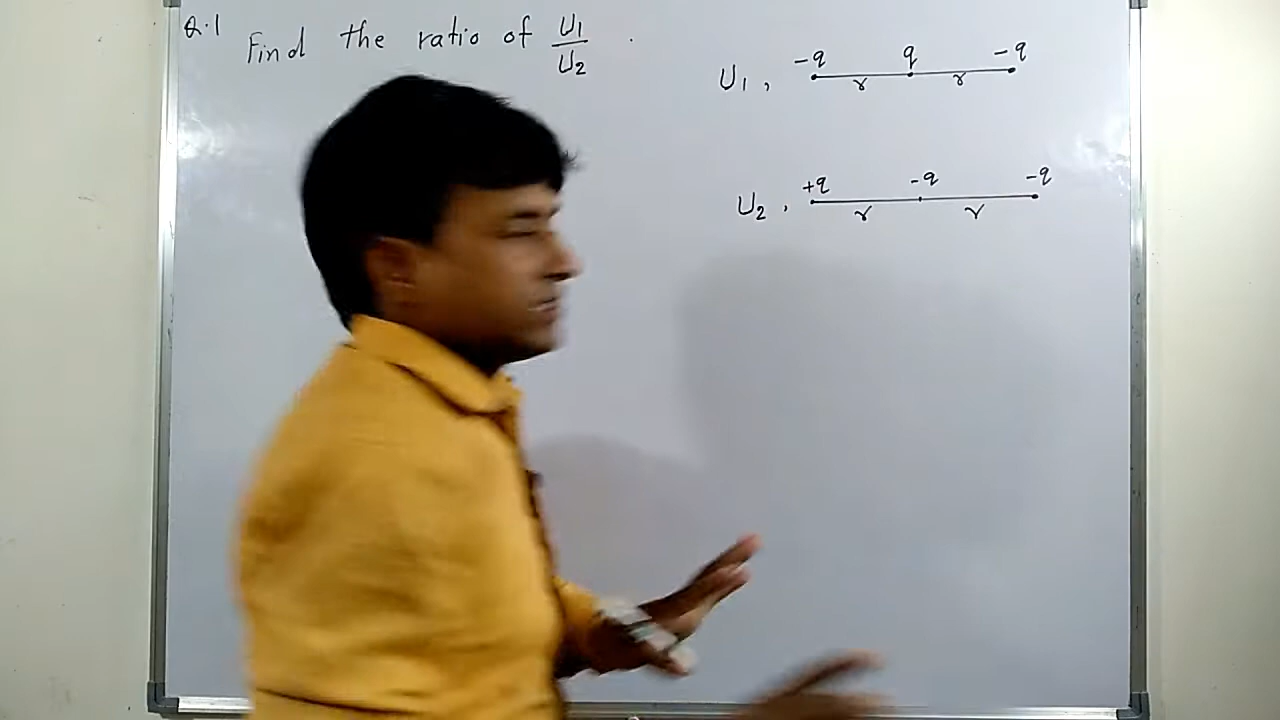 Q.1 Find the ratio of U1/U2 .
U1 , -q q -q
r r
U2 , +q -q -q
r r